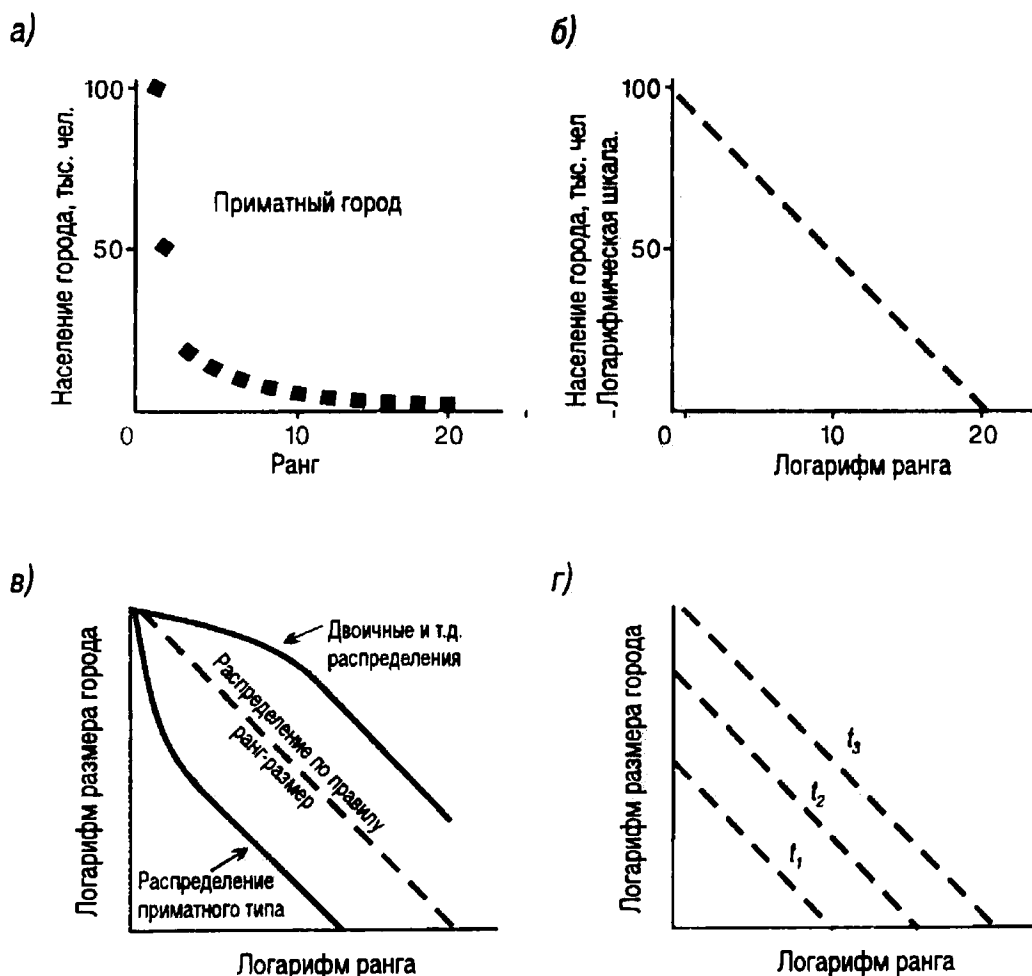 а)
Население города, тыс. чел.
100
50
Приматный город
0
10
20
Ранг
б)
Население города, тыс. чел
Логарифмическая шкала.
100
50
0
10
20
Логарифм ранга
в)
Логарифм размера города
Двоичные и т.д.
распределения
Распределение по правилу
ранг-размер
Распределение
приматного типа
Логарифм ранга
г)
Логарифм размера города
t3
t2
t1
Логарифм ранга